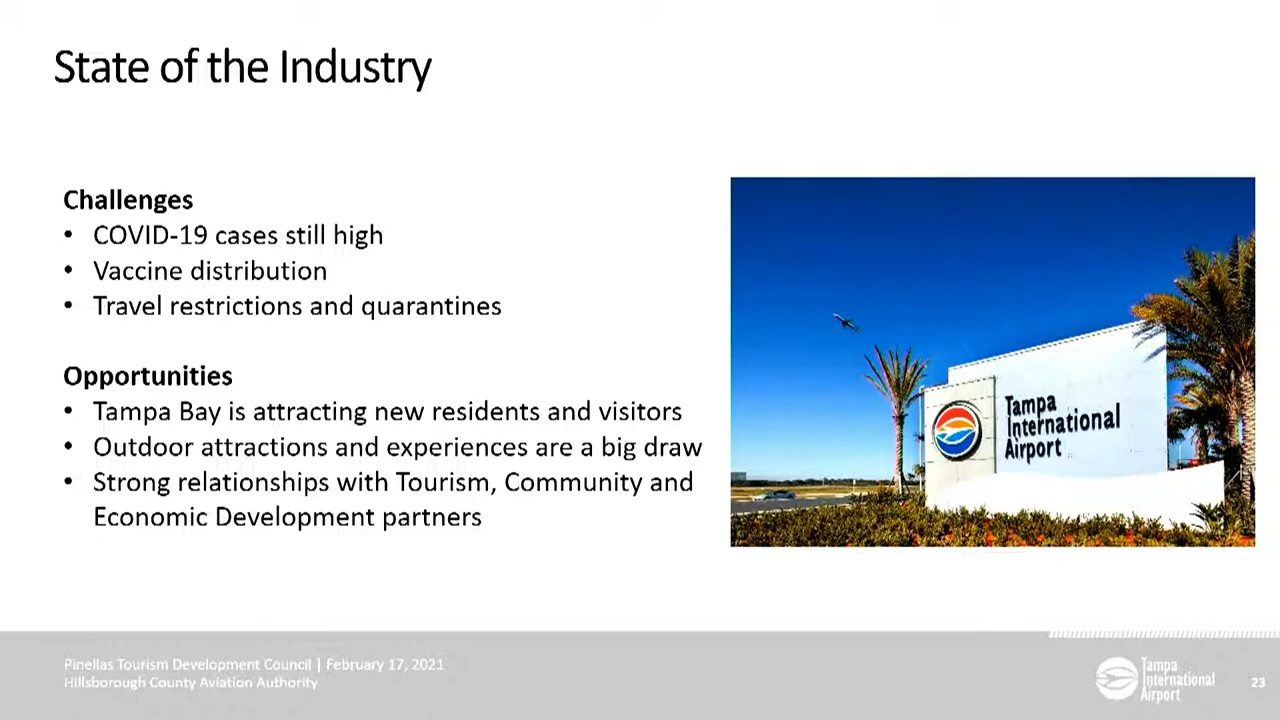 State of the Industry
Challenges
• COVID-19 cases still high
• Vaccine distribution
• Travel restrictions and quarantines
Opportunities
• Tampa Bay is attracting new residents and visitors
• Outdoor attractions and experiences are a big draw
• Strong relationships with Tourism, Community and
Economic Development partners
Tampa
International
Airport
Pinellas Tourism Development Council | February 17, 2021
Hillsborough County Aviation Authority
Tampa
International
Airport
23